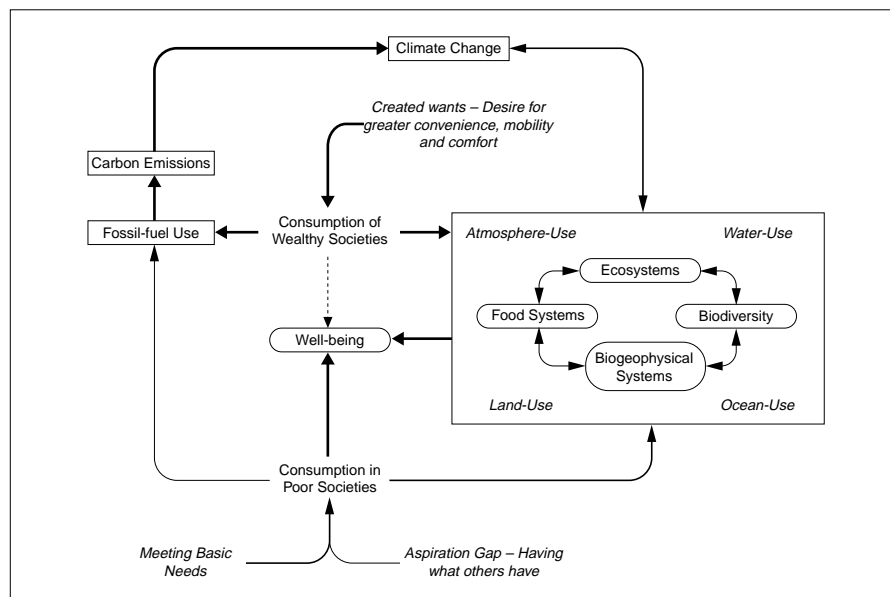 Climate Change
Created wants – Desire for
greater convenience, mobility
and comfort
Carbon Emissions
Fossil-fuel Use
Consumption of
Wealthy Societies
Atmosphere-Use
Water-Use
Ecosystems
Food Systems
Biodiversity
Well-being
Biogeophysical
Systems
Land-Use
Ocean-Use
Consumption in
Poor Societies
Meeting Basic
Needs
Aspiration Gap – Having
what others have